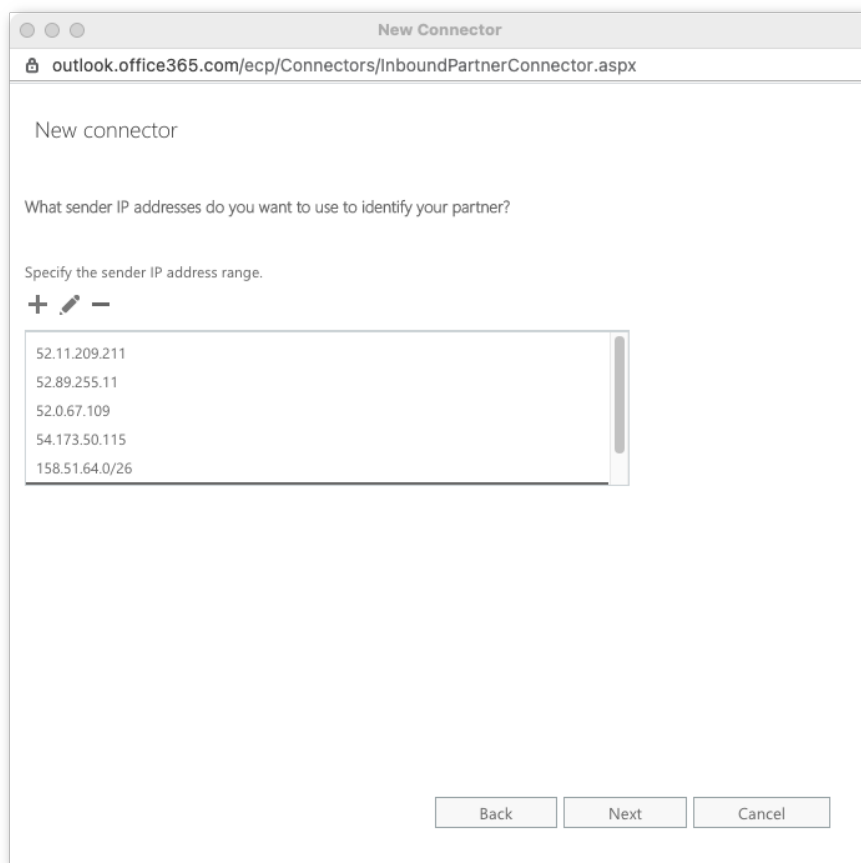 New Connector
outlook.office365.com/ecp/Connectors/InboundPartnerConnector.aspx
New connector
What sender IP addresses do you want to use to identify your partner?
Specify the sender IP address range.
52.11.209.211
52.89.255.11
52.0.67.109
54.173.50.115
158.51.64.0/26
Back Next Cancel